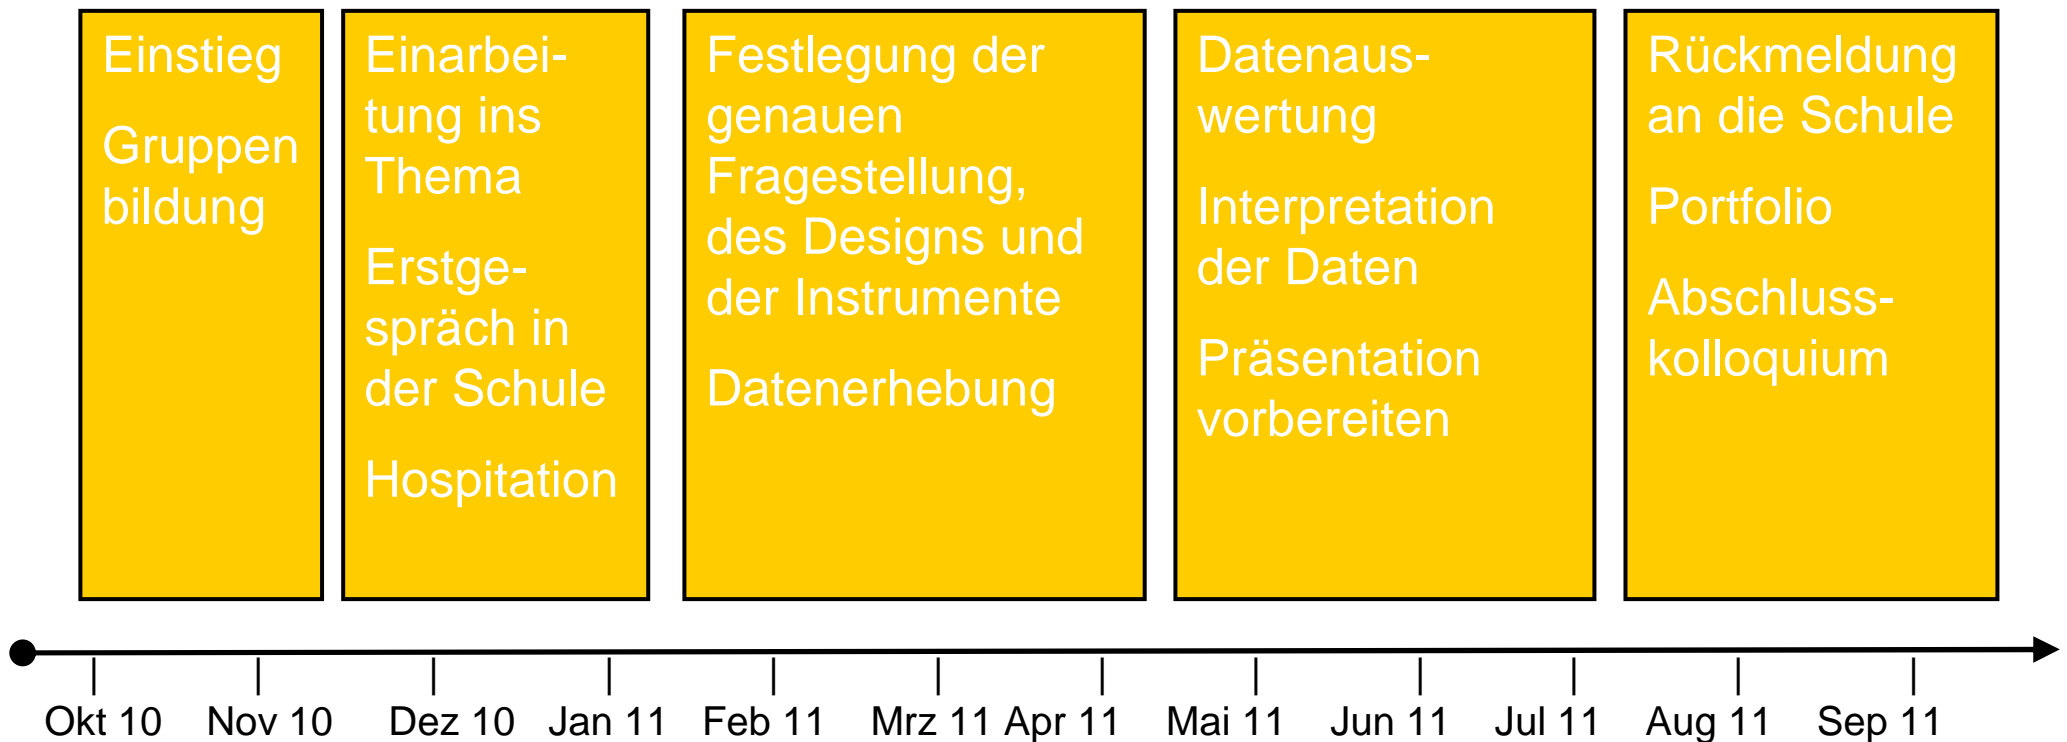 Einstieg
Gruppen
bildung
Einarbei-
tung ins
Thema
Erstge-
spräch in
der Schule
Hospitation
Festlegung der
genauen
Fragestellung,
des Designs und
der Instrumente
Datenerhebung
Datenaus-
wertung
Interpretation
der Daten
Präsentation
vorbereiten
Rückmeldung
an die Schule
Portfolio
Abschluss-
kolloquium
Okt 10 Nov 10 Dez 10 Jan 11 Feb 11 Mrz 11 Apr 11 Mai 11 Jun 11 Jul 11 Aug 11 Sep 11